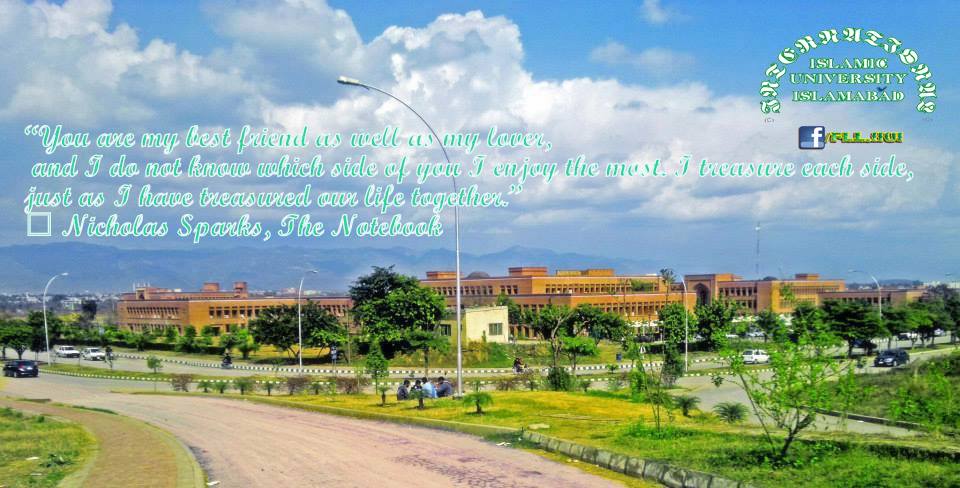 INTERNATIONAL
ISLAMIC
UNIVERSITY
ISLAMABAD
(C)
“You are my best friend as well as my lover,
and I do not know which side of you I enjoy the most. I treasure each side,
just as I have treasured our life together.”
□ Nicholas Sparks, The Notebook
f /FLL.IIUI